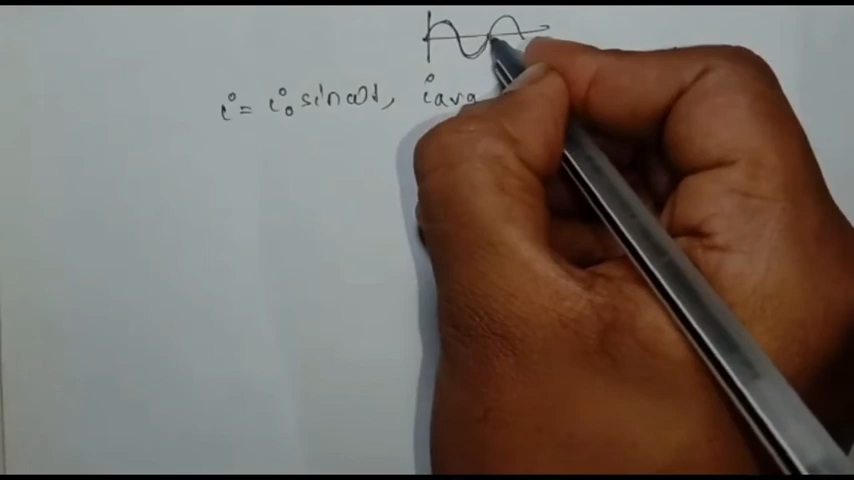 i = i₀ sinωt, iavg